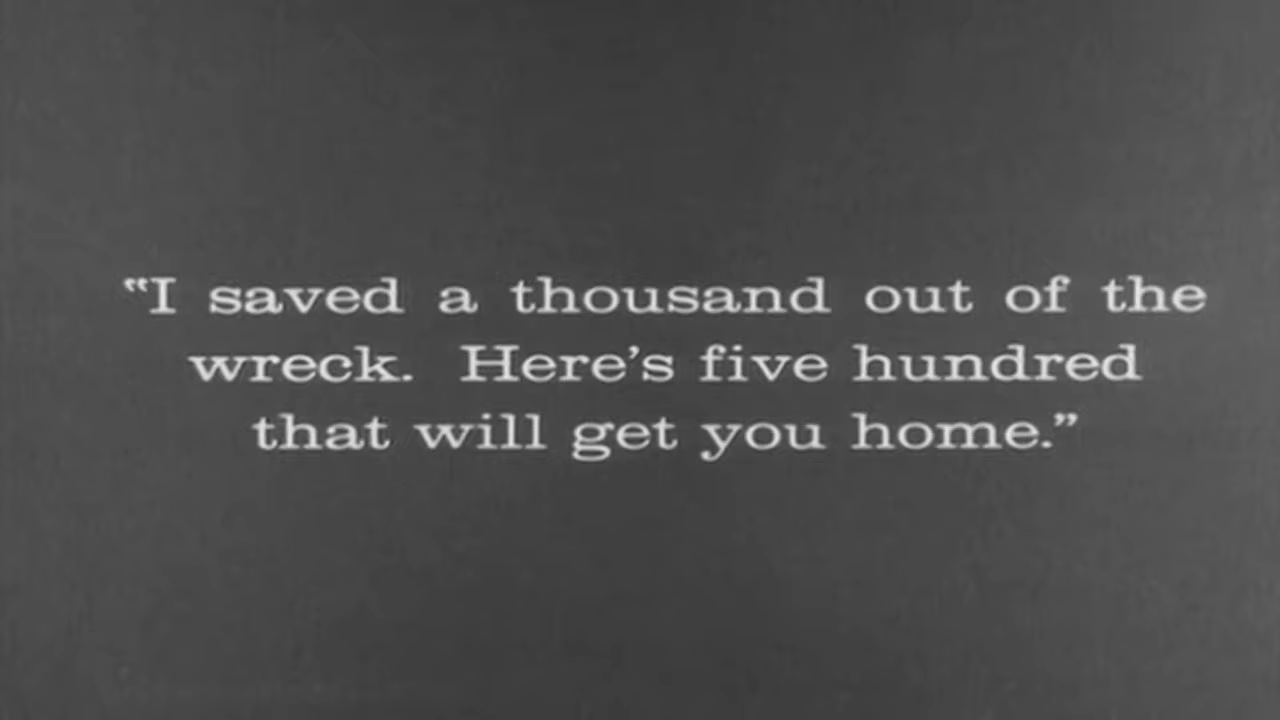 “I saved a thousand out of the
wreck. Here’s five hundred
that will get you home.”